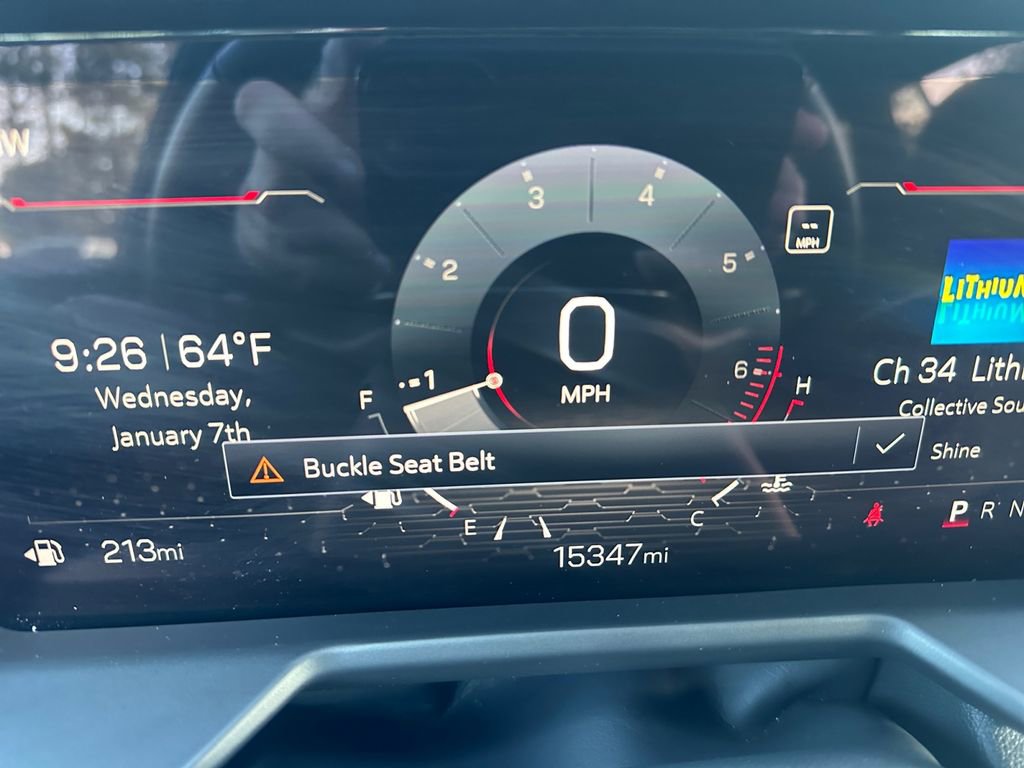 W
3
4
2
5
--
MPH
LITHIUM
9:26 | 64°F
0
6
Ch 34 Lithi
Wednesday,
F
1
MPH
H
Collective Sou
January 7th
Buckle Seat Belt
Shine
E
C
P R N
213mi
15347mi